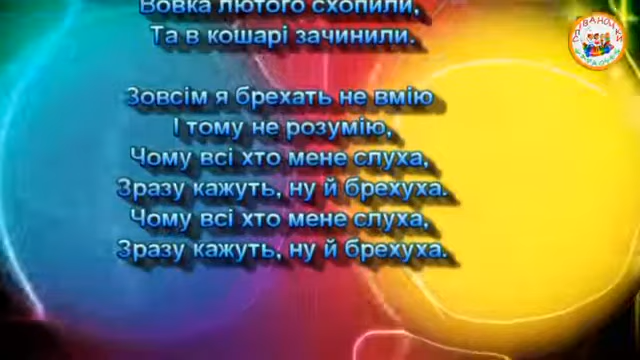 Вовка лютого схопили,
Та в кошарі зачинили.
Зовсім я брехать не вмію
І тому не розумію,
Чому всі хто мене слуха,
Зразу кажуть, ну й брехуха.
Чому всі хто мене слуха,
Зразу кажуть, ну й брехуха.